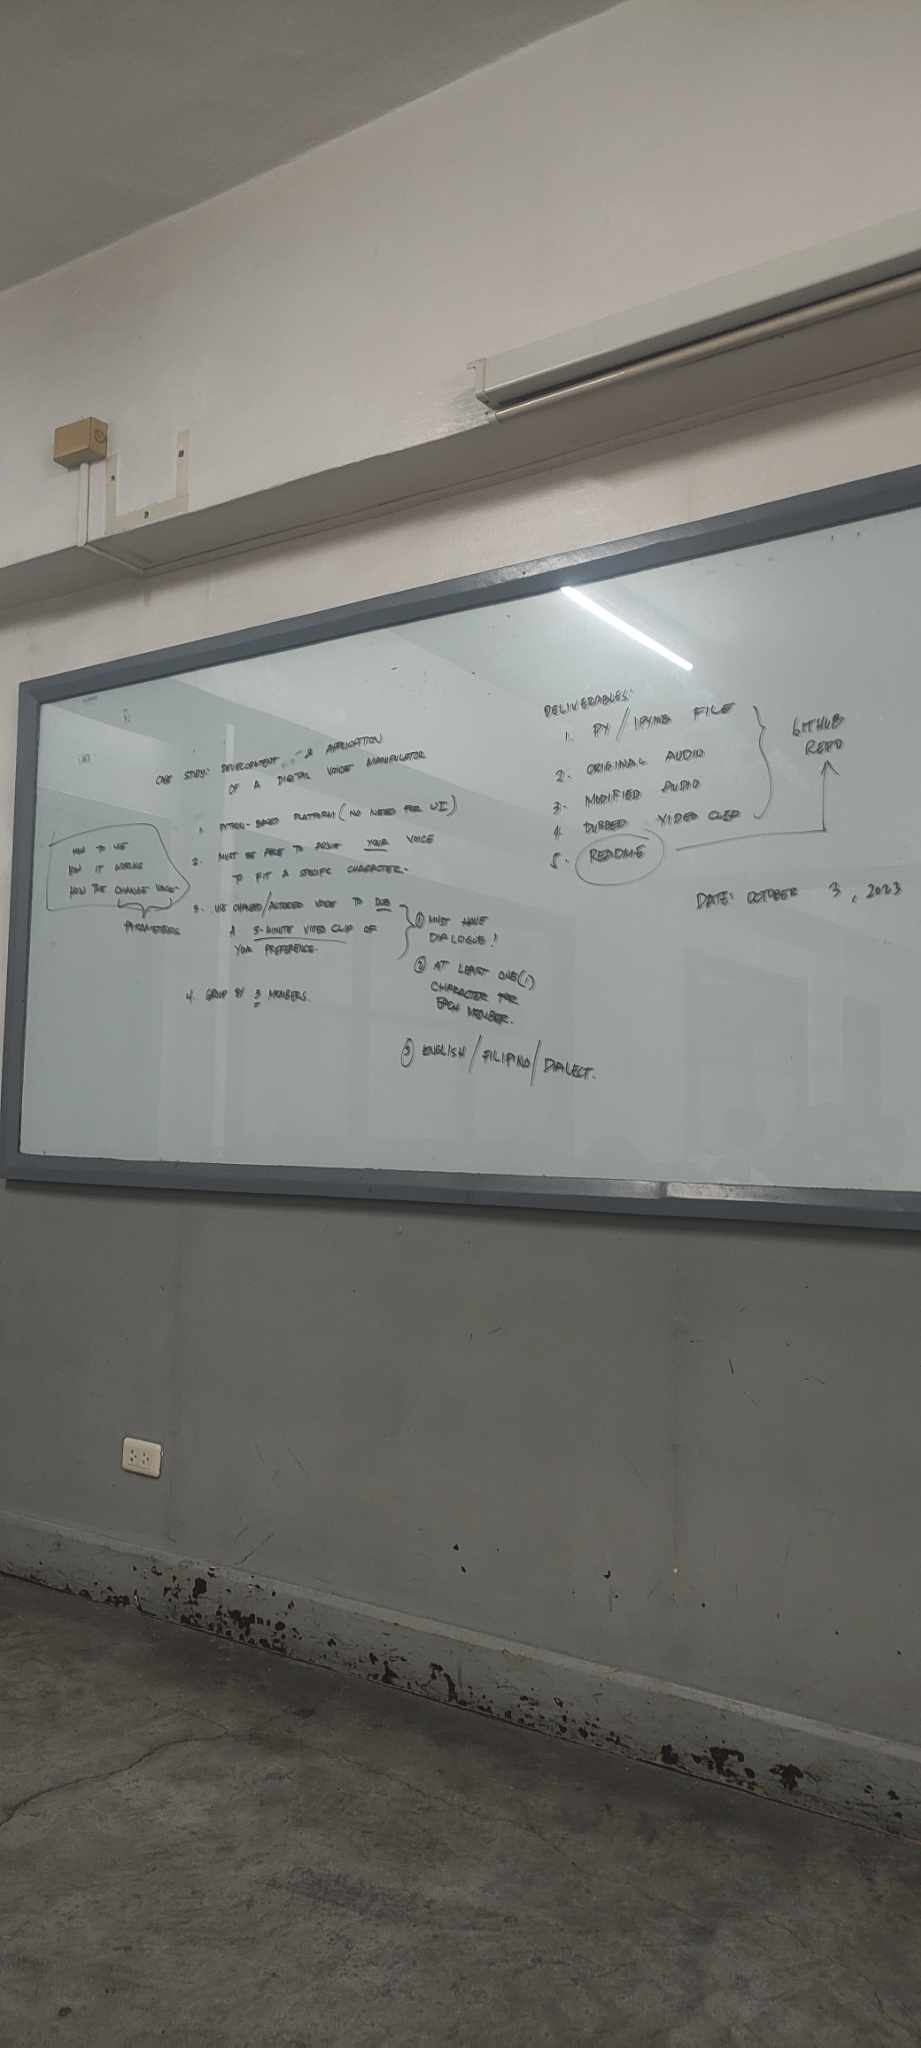 CASE STUDY: DEVELOPMENT & APPLICATION
OF A DIGITAL VOICE MANIPULATOR
1. PYTHON-BASED PLATFORM (NO NEED FOR UI)
2. MUST BE ABLE TO ADJUST YOUR VOICE
TO FIT A SPECIFIC CHARACTER.
3. USE CHANGED/ALTERED VOICE TO DUB
A 5-MINUTE VIDEO CLIP OF
YOUR PREFERENCE.
4. GROUP BY 3 MEMBERS.
HOW TO USE
HOW IT WORKS
HOW THE CHANGE VOICE
PARAMETERS
① MUST HAVE
DIALOGUE!
② AT LEAST ONE(1)
CHARACTER FOR
EACH MEMBER.
③ ENGLISH/FILIPINO/DIALECT.
DELIVERABLES:
1. PY/IPYNB FILE
2. ORIGINAL AUDIO
3. MODIFIED AUDIO
4. DUBBED VIDEO CLIP
5. README
GITHUB
REPO
DATE: OCTOBER 3, 2023